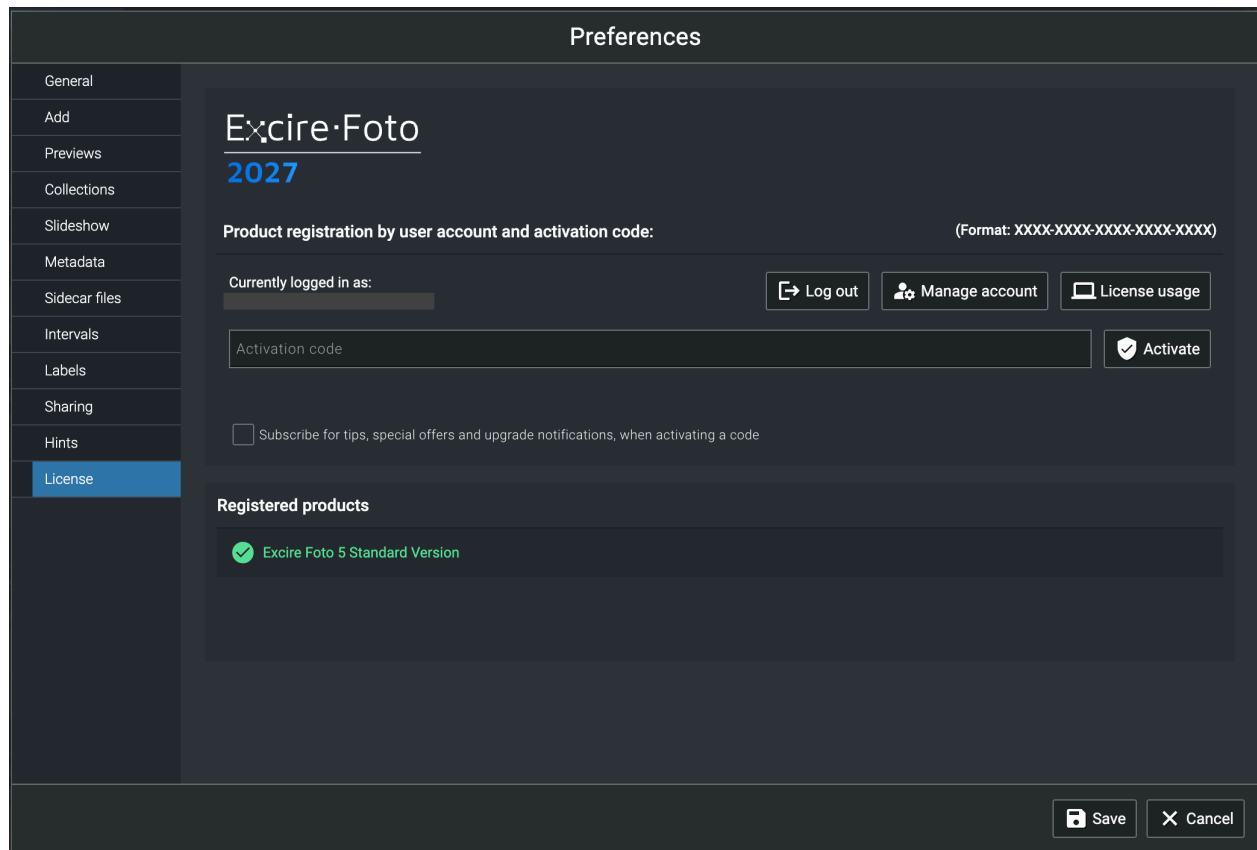 Preferences
General
Add
Previews
Collections
Slideshow
Metadata
Sidecar files
Intervals
Labels
Sharing
Hints
License
Excire·Foto
2027
Product registration by user account and activation code:
(Format: XXXX-XXXX-XXXX-XXXX-XXXX)
Currently logged in as:
Log out
Manage account
License usage
Activation code
Activate
Subscribe for tips, special offers and upgrade notifications, when activating a code
Registered products
Excire Foto 5 Standard Version
Save
Cancel